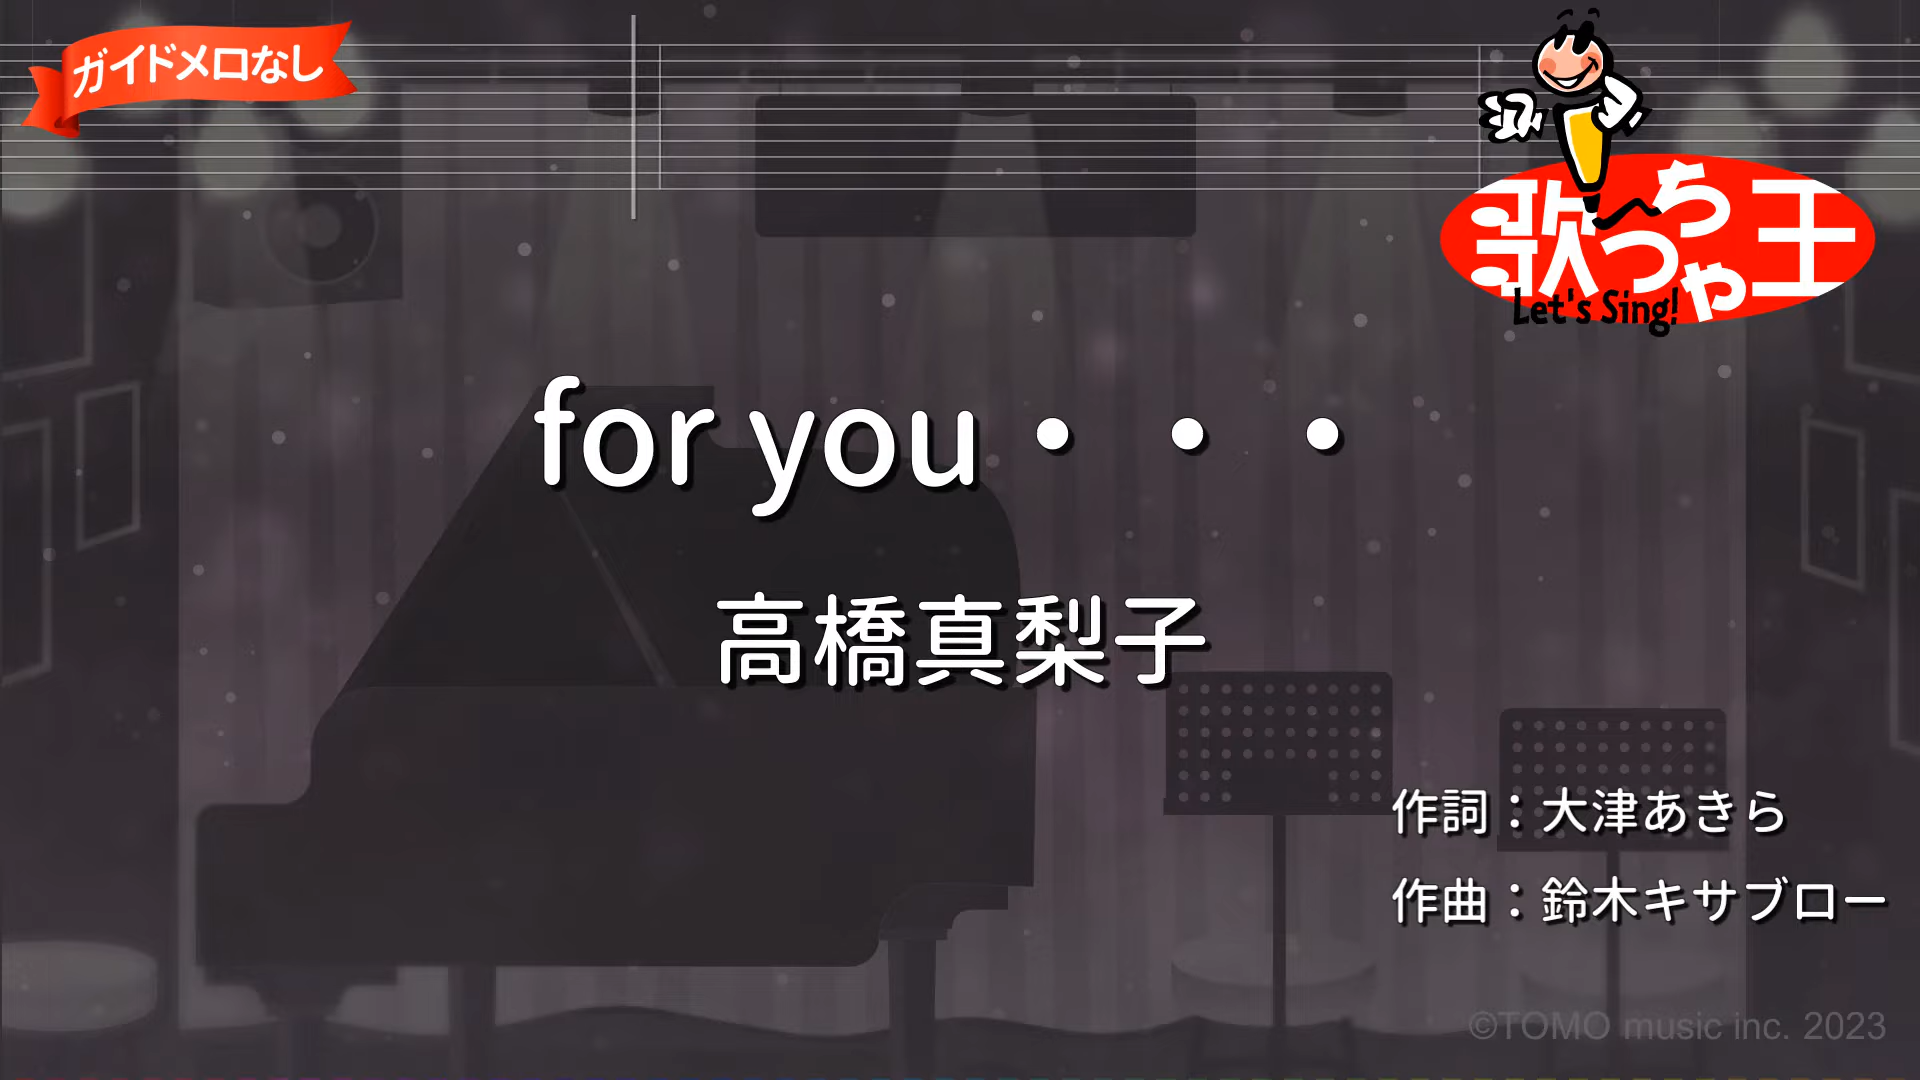 ガイドメロなし
歌っちゃ王
Let's Sing!
for you・・・
高橋真梨子
作詞：大津あきら
作曲：鈴木キサブロー
©TOMO music inc. 2023